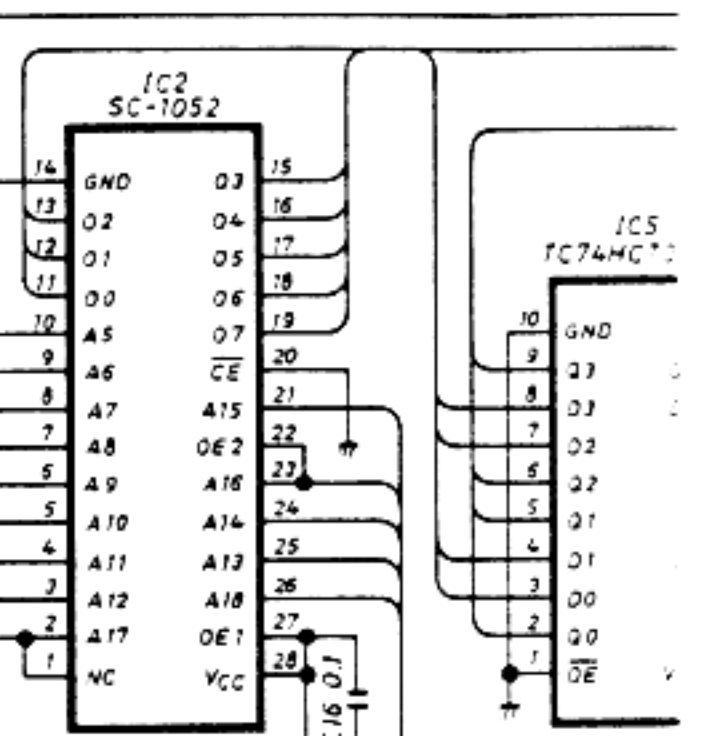 IC2
SC-1052
14 GND O3 15
13 O2 O4 16
12 O1 O5 17
11 O0 O6 18
10 A5 O7 19
9 A6 CE 20
8 A7 A15 21
7 A8 OE2 22
6 A9 A16 23
5 A10 A14 24
4 A11 A13 25
3 A12 A18 26
2 A17 OE1 27
1 NC VCC 28
0.1
IC5
TC74HC
10 GND
9 Q3
8 D3
7 D2
6 Q2
5 Q1
4 D1
3 D0
2 Q0
1 OE